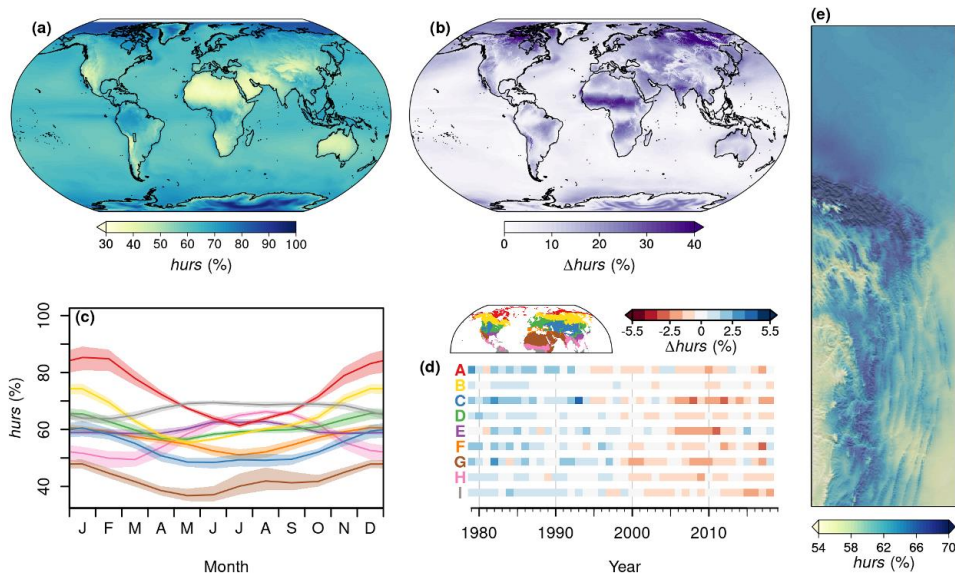 (a)
30 40 50 60 70 80 90 100
hurs (%)
(b)
0 10 20 30 40
Δhurs (%)
(c)
100
80
60
40
hurs (%)
J F M A M J J A S O N D
Month
-5.5 -2.5 0 2.5 5.5
Δhurs (%)
(d)
A
B
C
D
E
F
G
H
I
1980 1990 2000 2010
Year
(e)
54 58 62 66 70
hurs (%)